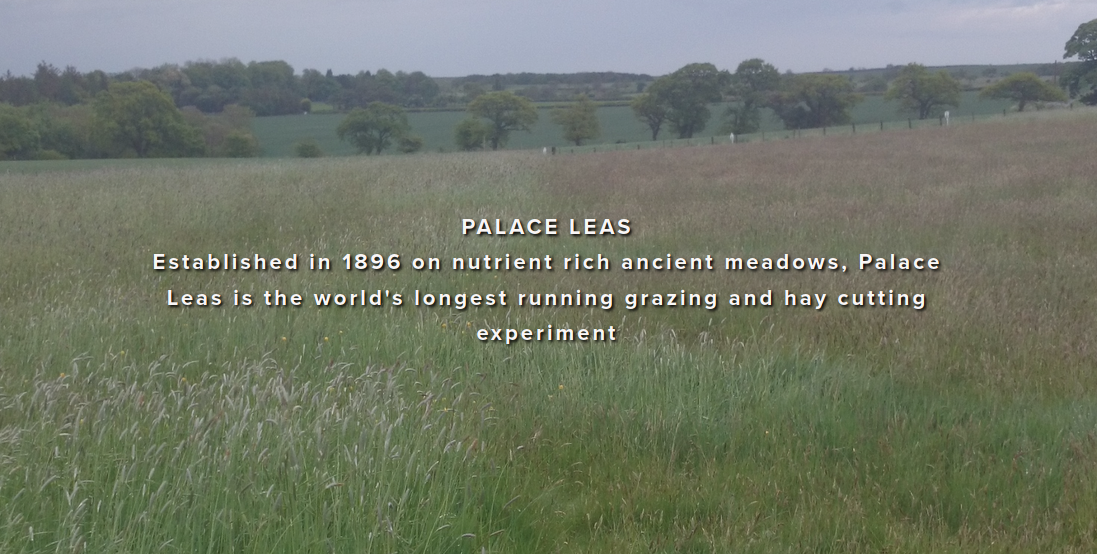 PALACE LEAS
Established in 1896 on nutrient rich ancient meadows, Palace
Leas is the world's longest running grazing and hay cutting
experiment